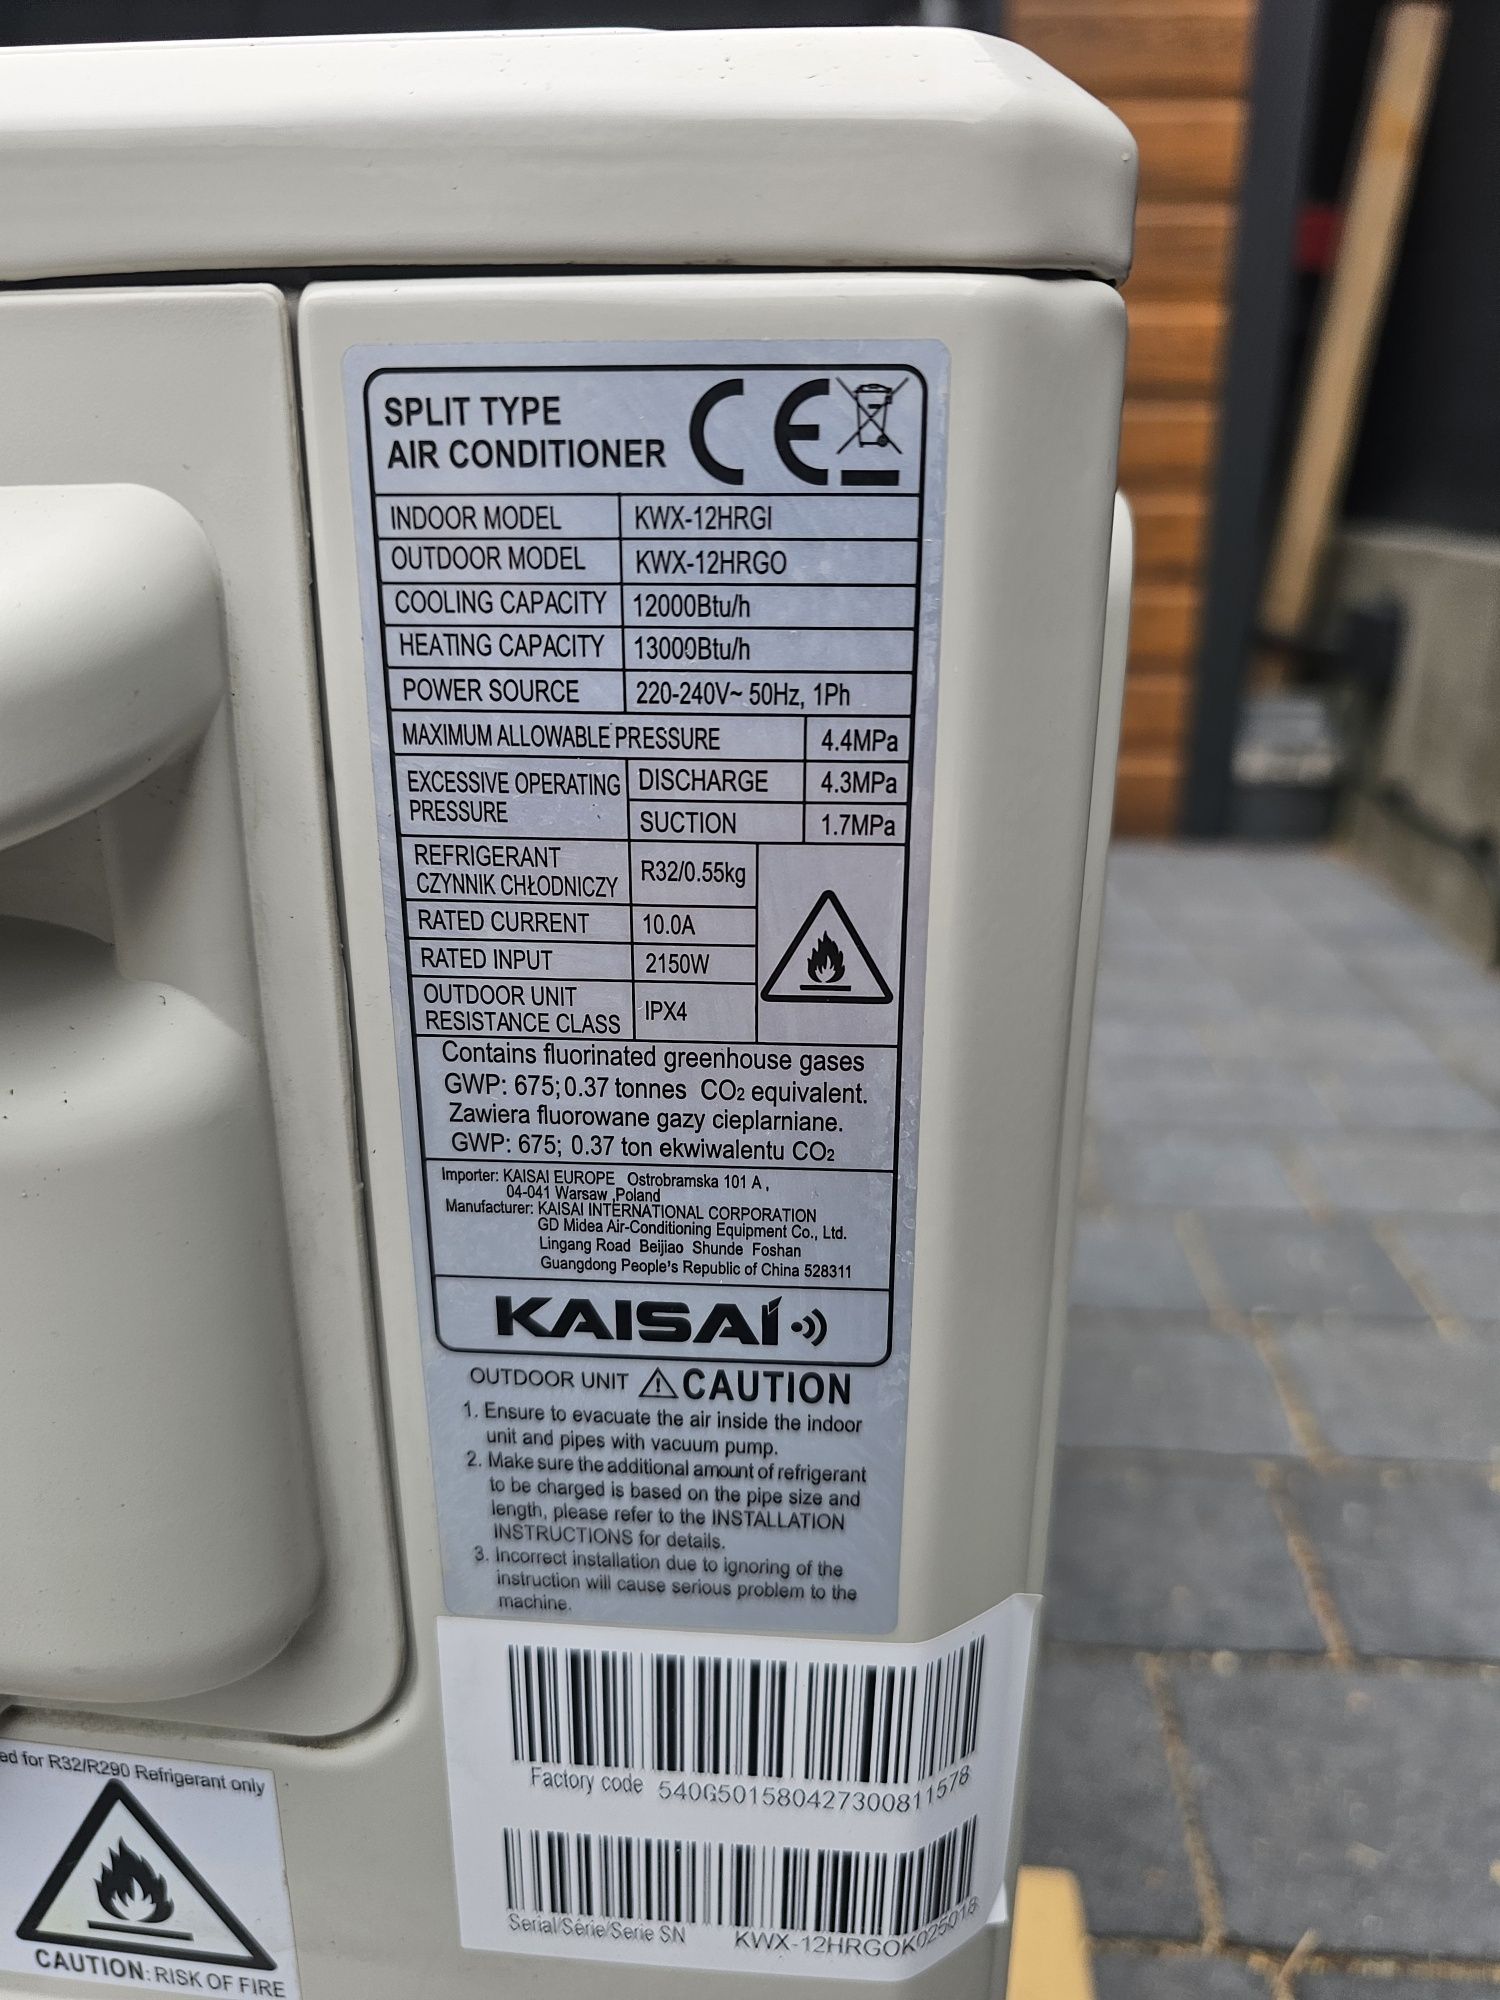 SPLIT TYPE
AIR CONDITIONER
CE
INDOOR MODEL KWX-12HRGI
OUTDOOR MODEL KWX-12HRGO
COOLING CAPACITY 12000Btu/h
HEATING CAPACITY 13000Btu/h
POWER SOURCE 220-240V~ 50Hz, 1Ph
MAXIMUM ALLOWABLE PRESSURE 4.4MPa
EXCESSIVE OPERATING
PRESSURE
DISCHARGE 4.3MPa
SUCTION 1.7MPa
REFRIGERANT
CZYNNIK CHŁODNICZY
R32/0.55kg
RATED CURRENT 10.0A
RATED INPUT 2150W
OUTDOOR UNIT
RESISTANCE CLASS
IPX4
Contains fluorinated greenhouse gases
GWP: 675; 0.37 tonnes CO₂ equivalent.
Zawiera fluorowane gazy cieplarniane.
GWP: 675; 0.37 ton ekwiwalentu CO₂
Importer: KAISAI EUROPE Ostrobramska 101 A ,
04-041 Warsaw ,Poland
Manufacturer: KAISAI INTERNATIONAL CORPORATION
GD Midea Air-Conditioning Equipment Co., Ltd.
Lingang Road Beijiao Shunde Foshan
Guangdong People's Republic of China 528311
KAISAI
OUTDOOR UNIT CAUTION
1. Ensure to evacuate the air inside the indoor
unit and pipes with vacuum pump.
2. Make sure the additional amount of refrigerant
to be charged is based on the pipe size and
length, please refer to the INSTALLATION
INSTRUCTIONS for details.
3. Incorrect installation due to ignoring of the
instruction will cause serious problem to the
machine.
Factory code 540G5015804273008​11578
Serial/Série/Serie SN KWX-12HRGOK025018
ed for R32/R290 Refrigerant only
CAUTION: RISK OF FIRE